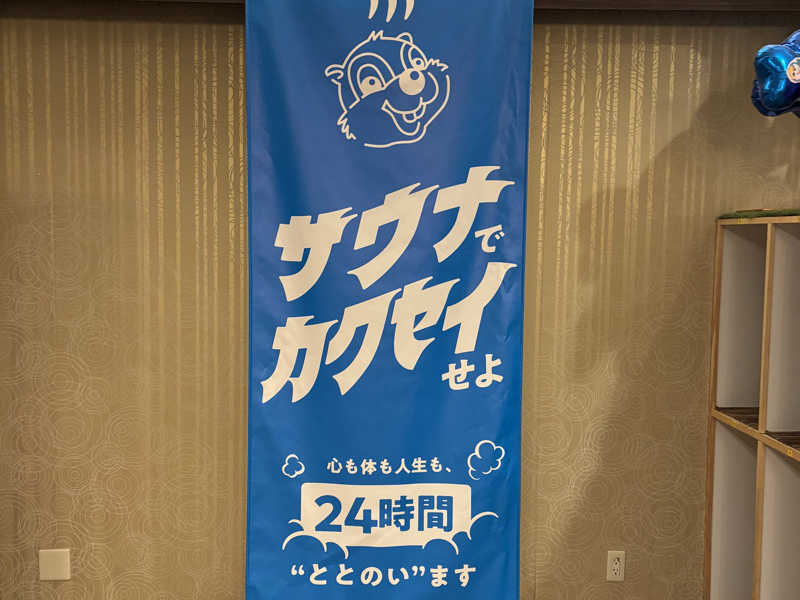 サウナで
カクセイせよ
心も体も人生も、
24時間
“ととのい”ます